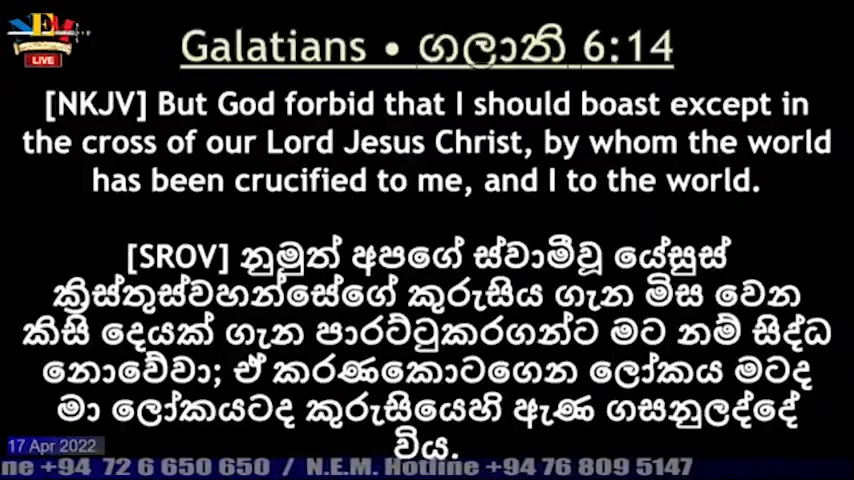 NEM
LIVE
Galatians • ගලාති 6:14
[NKJV] But God forbid that I should boast except in
the cross of our Lord Jesus Christ, by whom the world
has been crucified to me, and I to the world.
[SROV] නුමුත් අපගේ ස්වාමීවූ යේසුස්
ක්‍රිස්තුස්වහන්සේගේ කුරුසිය ගැන මිස වෙන
කිසි දෙයක් ගැන පාරට්ටුකරගන්ට මට නම් සිද්ධ
නොවේවා; ඒ කරණකොටගෙන ලෝකය මටද
මා ලෝකයටද කුරුසියෙහි ඇණ ගසනුලද්දේ
විය.
17 Apr 2022
ne +94 72 6 650 650 / N.E.M. Hotline +94 76 809 5147